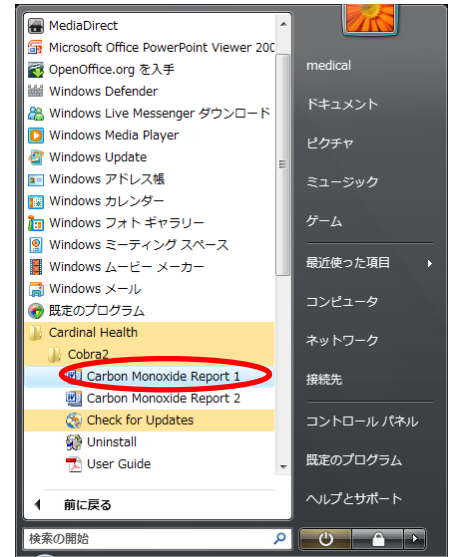 MediaDirect
Microsoft Office PowerPoint Viewer 200
OpenOffice.org を入手
Windows Defender
Windows Live Messenger ダウンロード
Windows Media Player
Windows Update
Windows アドレス帳
Windows カレンダー
Windows フォト ギャラリー
Windows ミーティング スペース
Windows ムービー メーカー
Windows メール
既定のプログラム
Cardinal Health
Cobra2
Carbon Monoxide Report 1
Carbon Monoxide Report 2
Check for Updates
Uninstall
User Guide
前に戻る
検索の開始
medical
ドキュメント
ピクチャ
ミュージック
ゲーム
最近使った項目
コンピュータ
ネットワーク
接続先
コントロール パネル
既定のプログラム
ヘルプとサポート